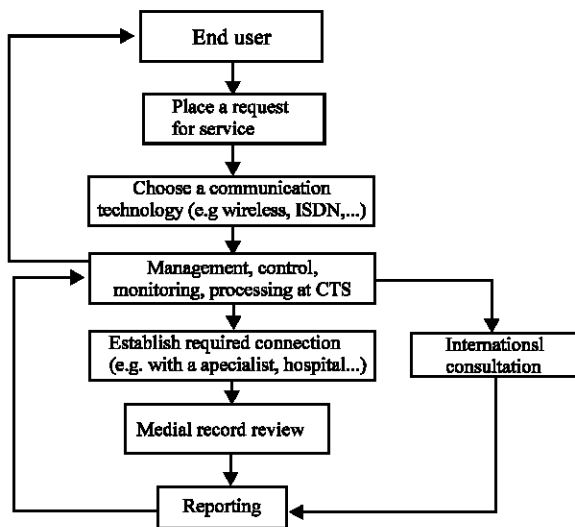 End user
Place a request
for service
Choose a communication
technology (e.g wireless, ISDN,...)
Management, control,
monitoring, processing at CTS
Establish required connection
(e.g. with a apecialist, hospital...)
Internationsl
consultation
Medial record review
Reporting